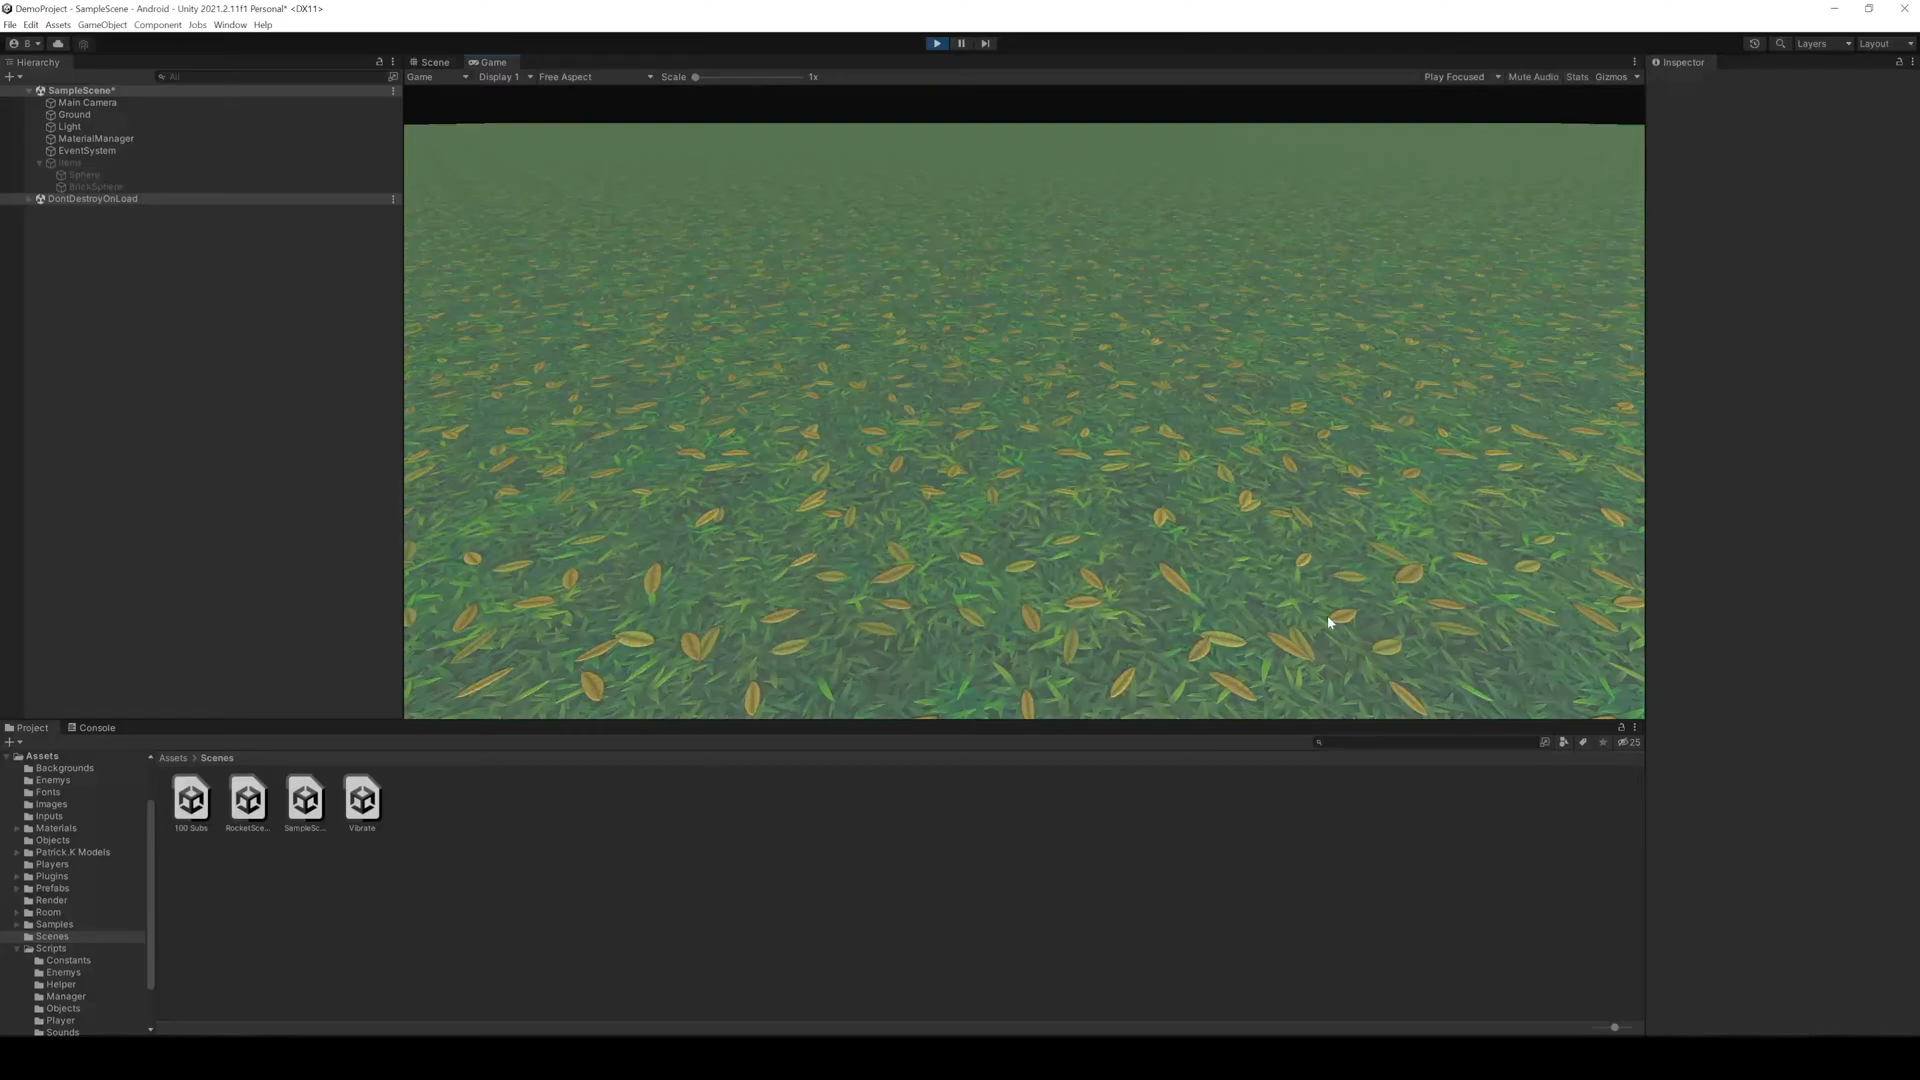 DemoProject - SampleScene - Android - Unity 2021.2.11f1 Personal* <DX11>
File Edit Assets GameObject Component Jobs Window Help
B Layers Layout
Hierarchy Scene Game Inspector
All Game Display 1 Free Aspect Scale 1x Play Focused Mute Audio Stats Gizmos
SampleScene*
Main Camera
Ground
Light
MaterialManager
EventSystem
Items
Sphere
BrickSphere
DontDestroyOnLoad
Project Console
25
Assets
Assets > Scenes
Backgrounds
Enemys
Fonts
Images
Inputs
Materials
100 Subs RocketSce... SampleSc... Vibrate
Objects
Patrick.K Models
Players
Plugins
Prefabs
Render
Room
Samples
Scenes
Scripts
Constants
Enemys
Helper
Manager
Objects
Player
Sounds